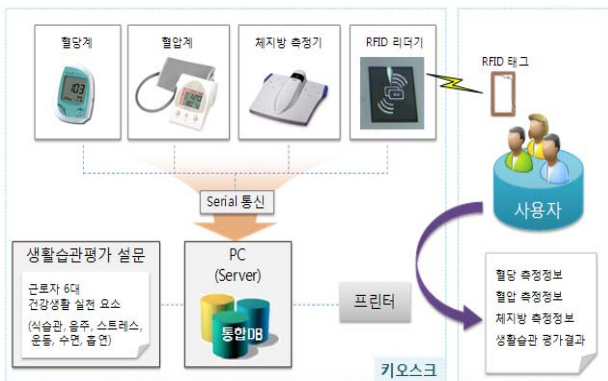 혈당계
혈압계
체지방 측정기
RFID 리더기
RFID 태그
103
사용자
Serial 통신
생활습관평가 설문
근로자 6대
건강생활 실천 요소
(식습관, 음주, 스트레스,
운동, 수면, 흡연)
PC
(Server)
통합DB
프린터
키오스크
혈당 측정정보
혈압 측정정보
체지방 측정정보
생활습관 평가결과